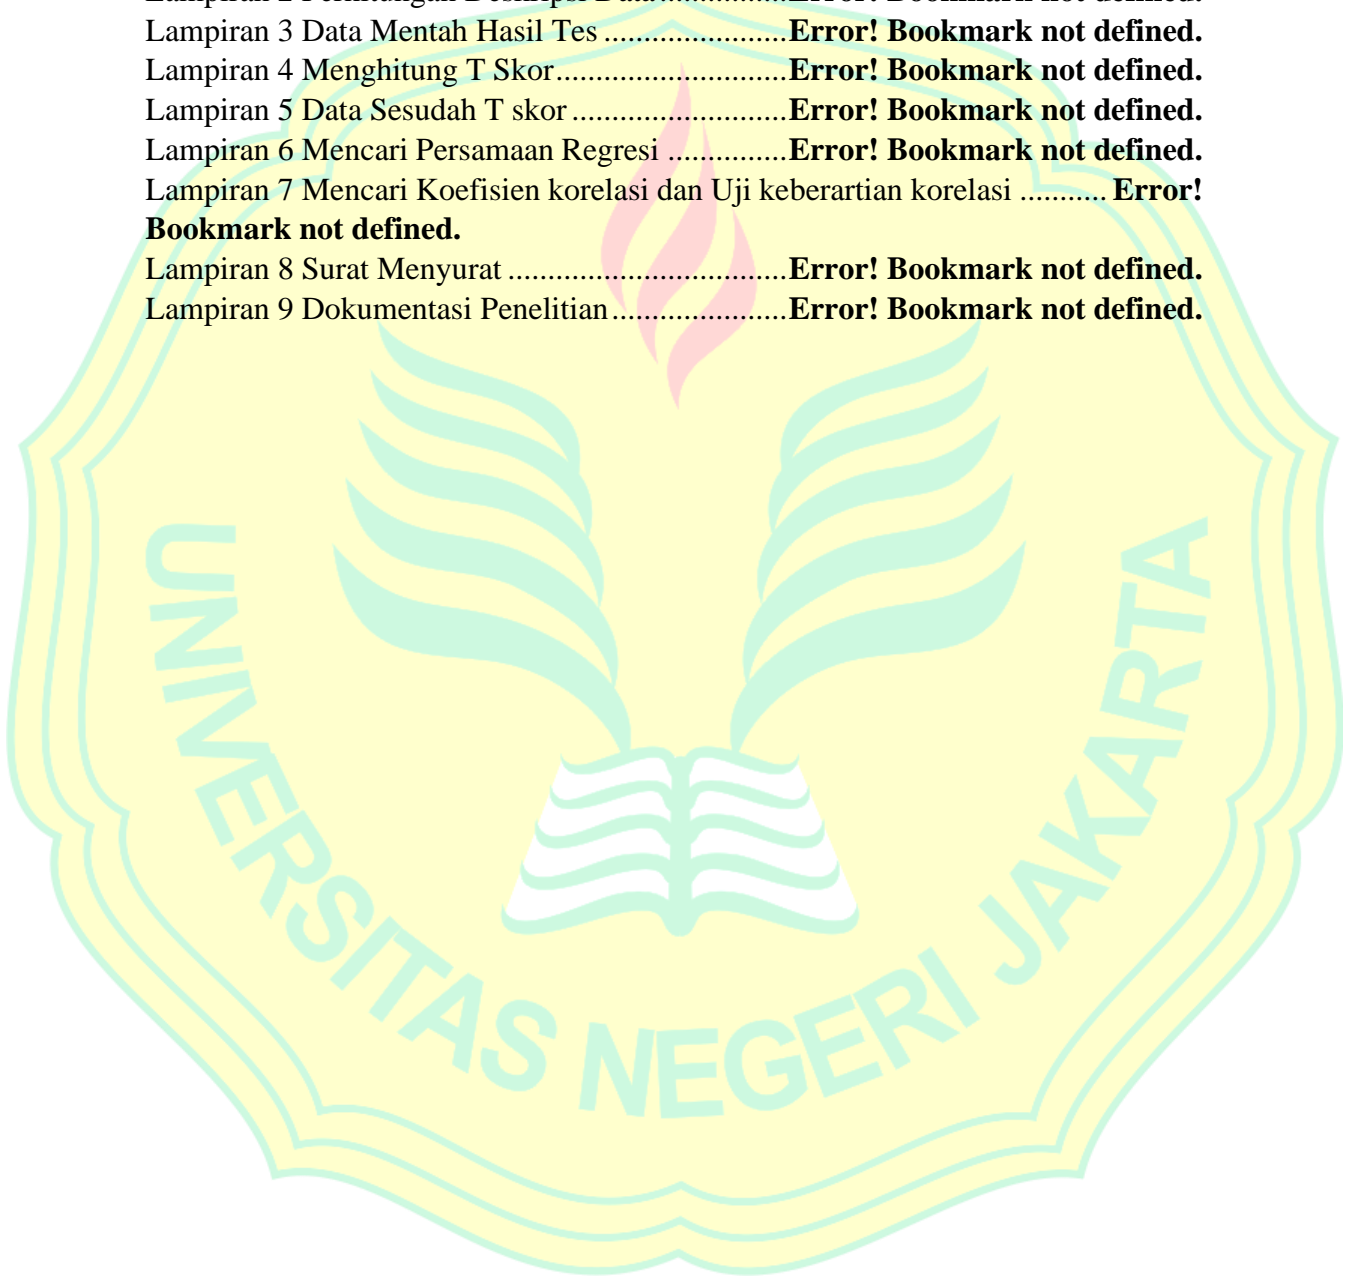 Lampiran 3 Data Mentah Hasil Tes .......................Error! Bookmark not defined.
Lampiran 4 Menghitung T Skor.............................Error! Bookmark not defined.
Lampiran 5 Data Sesudah T skor ...........................Error! Bookmark not defined.
Lampiran 6 Mencari Persamaan Regresi ...............Error! Bookmark not defined.
Lampiran 7 Mencari Koefisien korelasi dan Uji keberartian korelasi ........... Error!
Bookmark not defined.
Lampiran 8 Surat Menyurat ...................................Error! Bookmark not defined.
Lampiran 9 Dokumentasi Penelitian......................Error! Bookmark not defined.
UNIVERSITAS NEGERI JAKARTA